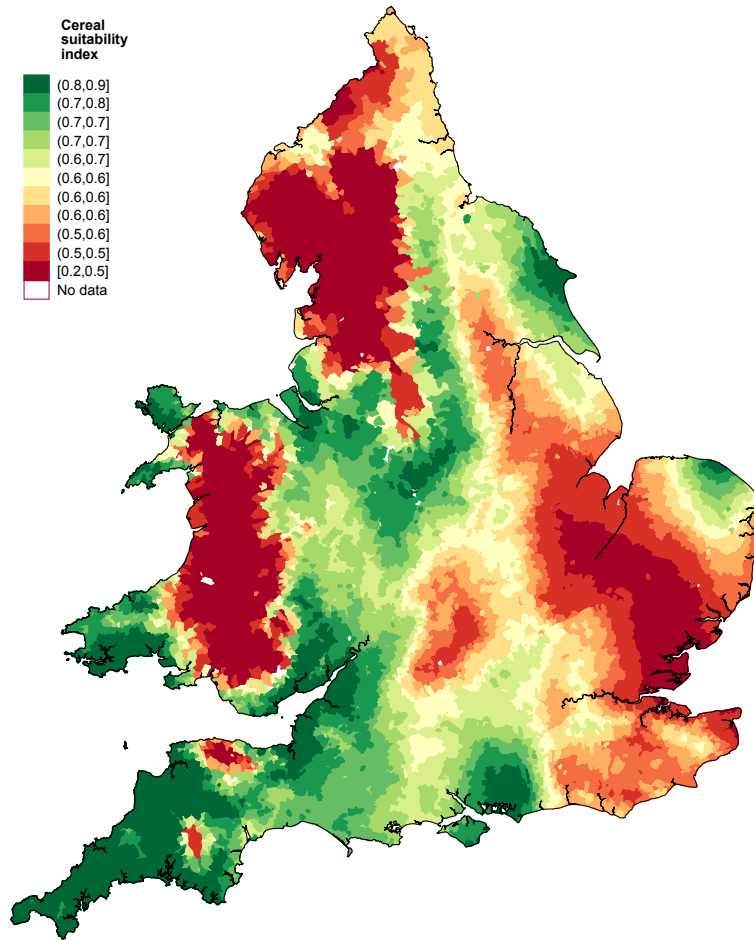 Cereal
suitability
index
(0.8,0.9]
(0.7,0.8]
(0.7,0.7]
(0.7,0.7]
(0.6,0.7]
(0.6,0.6]
(0.6,0.6]
(0.6,0.6]
(0.5,0.6]
(0.5,0.5]
[0.2,0.5]
No data